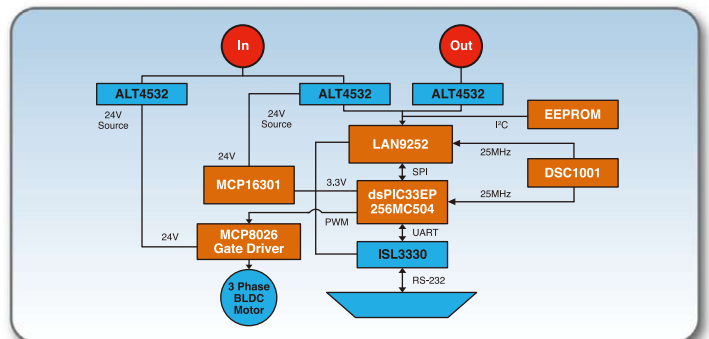 In
Out
ALT4532
ALT4532
ALT4532
24V
Source
24V
Source
EEPROM
I²C
LAN9252
25MHz
24V
SPI
DSC1001
MCP16301
3.3V
dsPIC33EP
256MC504
25MHz
PWM
UART
24V
MCP8026
Gate Driver
ISL3330
RS-232
3 Phase
BLDC
Motor